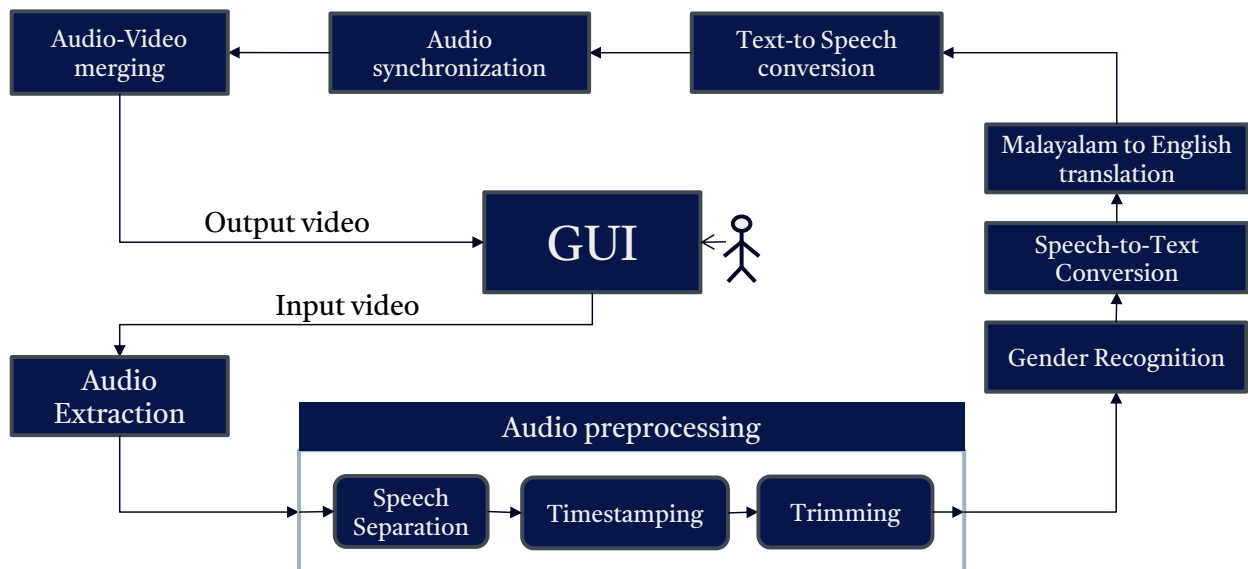 Audio-Video
merging
Audio
synchronization
Text-to Speech
conversion
Malayalam to English
translation
Output video
GUI
Speech-to-Text
Conversion
Input video
Gender Recognition
Audio
Extraction
Audio preprocessing
Speech
Separation
Timestamping
Trimming